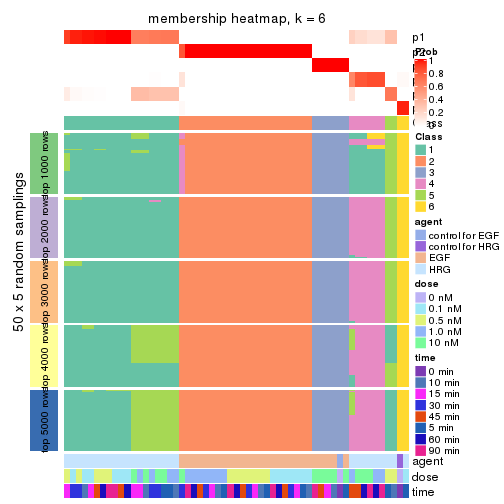 membership heatmap, k = 6
p1
Prob
1
0.8
0.6
0.4
0.2
0
Class
1
2
3
4
5
6
agent
control for EGF
control for HRG
EGF
HRG
dose
0 nM
0.1 nM
0.5 nM
1.0 nM
10 nM
time
0 min
10 min
15 min
30 min
45 min
5 min
60 min
90 min
50 x 5 random samplings
top 1000 rows
top 2000 rows
top 3000 rows
top 4000 rows
top 5000 rows
agent
dose
time